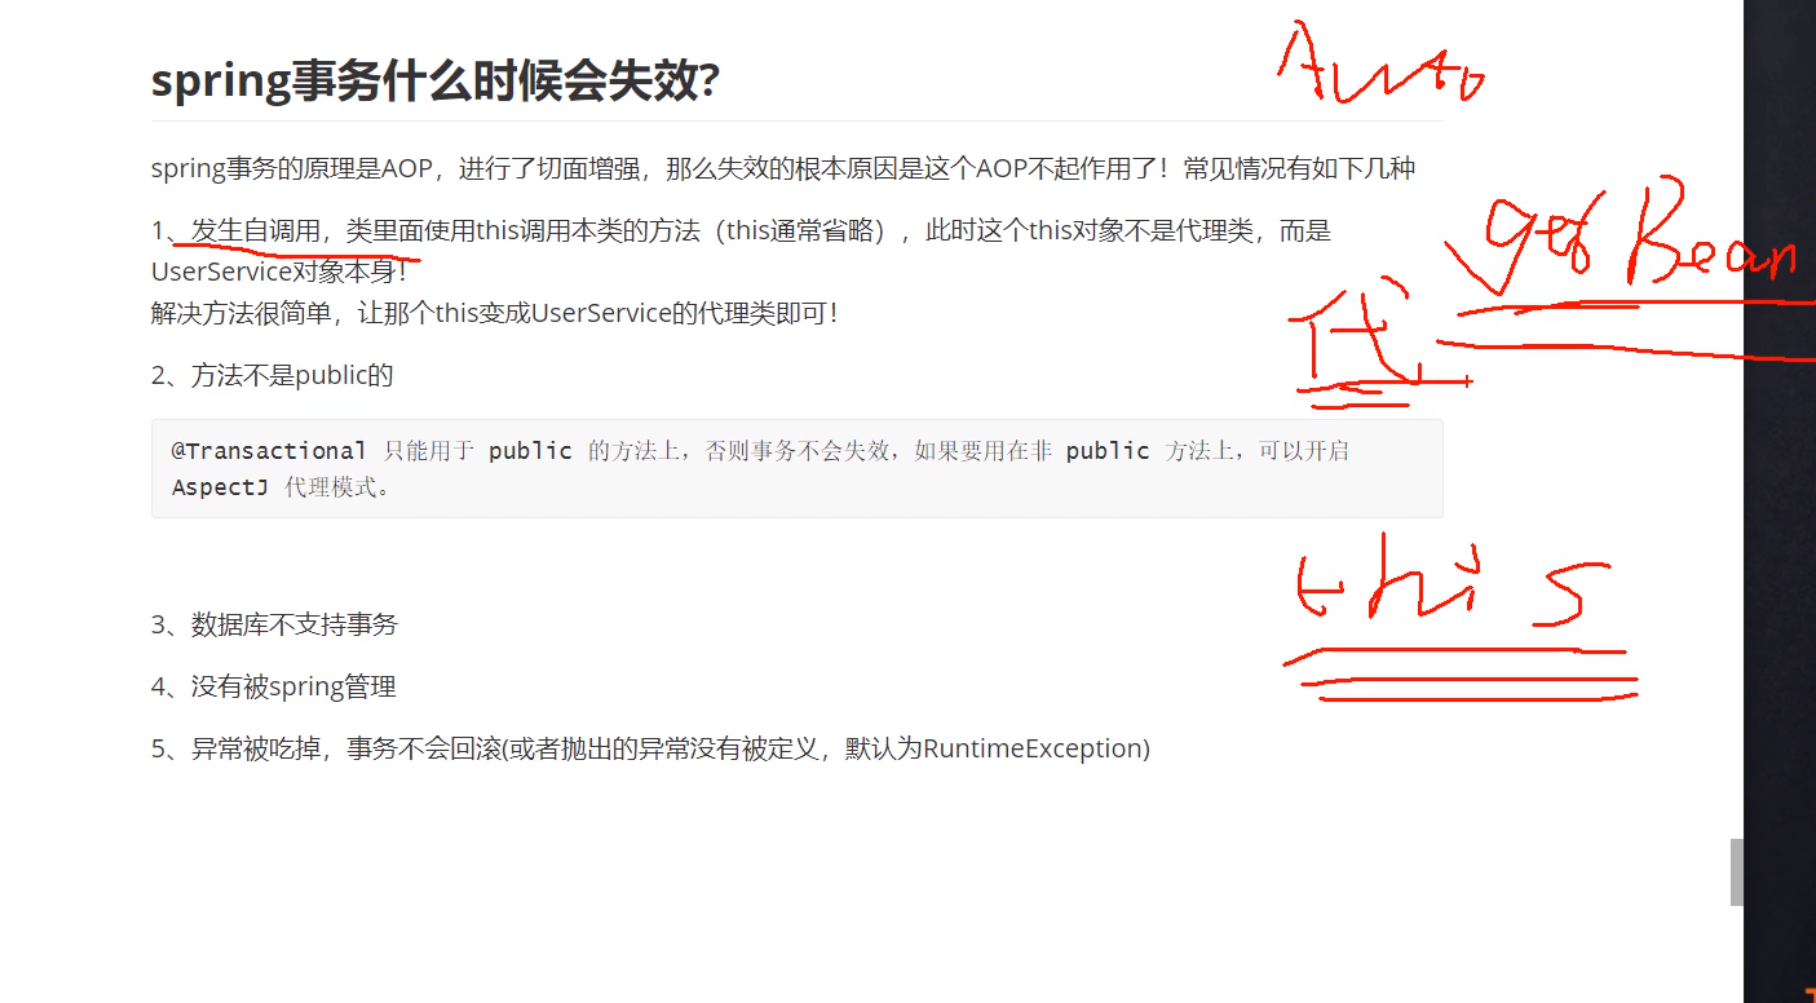 spring事务什么时候会失效?
Auto
spring事务的原理是AOP，进行了切面增强，那么失效的根本原因是这个AOP不起作用了！常见情况有如下几种
1、发生自调用，类里面使用this调用本类的方法（this通常省略），此时这个this对象不是代理类，而是
UserService对象本身！
解决方法很简单，让那个this变成UserService的代理类即可！
getBean
代
2、方法不是public的
@Transactional 只能用于 public 的方法上，否则事务不会失效，如果要用在非 public 方法上，可以开启
AspectJ 代理模式。
this
3、数据库不支持事务
4、没有被spring管理
5、异常被吃掉，事务不会回滚(或者抛出的异常没有被定义，默认为RuntimeException)